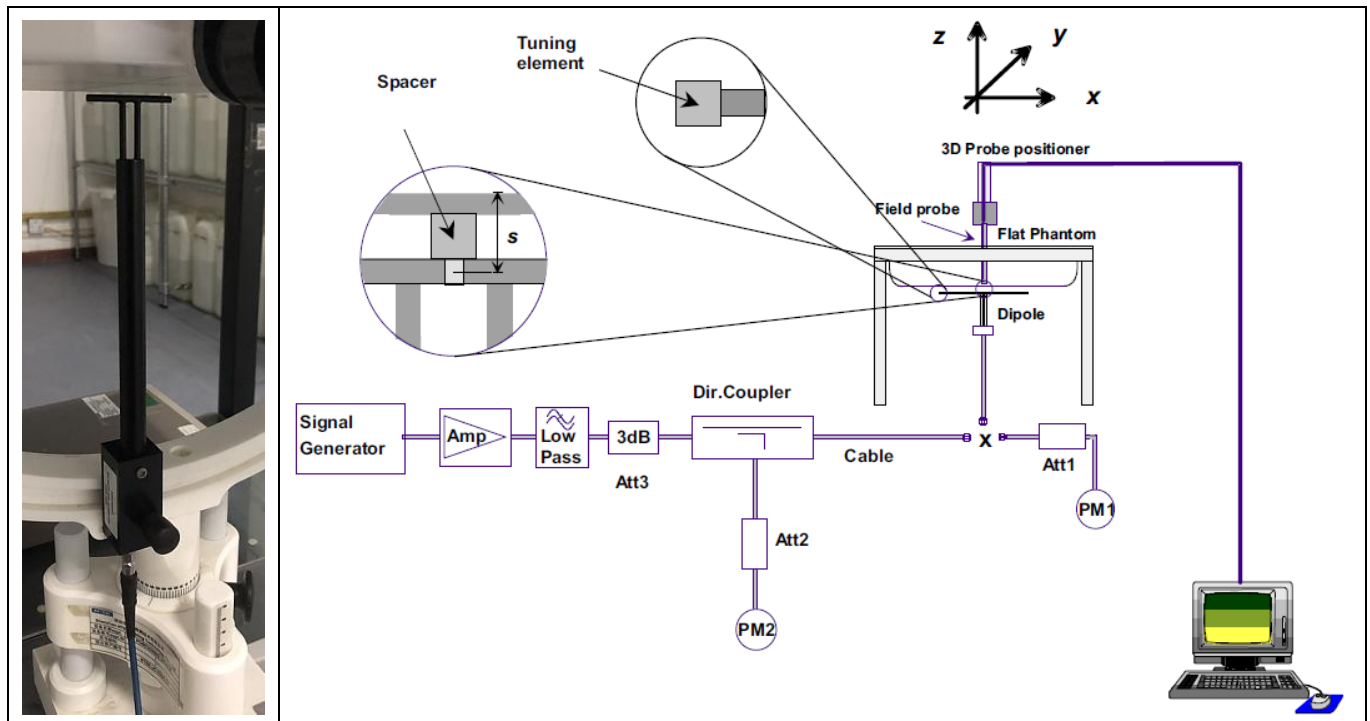 Tuning
element
Spacer
s
z
y
x
3D Probe positioner
Field probe
Flat Phantom
Dipole
Signal
Generator
Amp
Low
Pass
3dB
Att3
Dir.Coupler
Cable
x
Att1
PM1
Att2
PM2